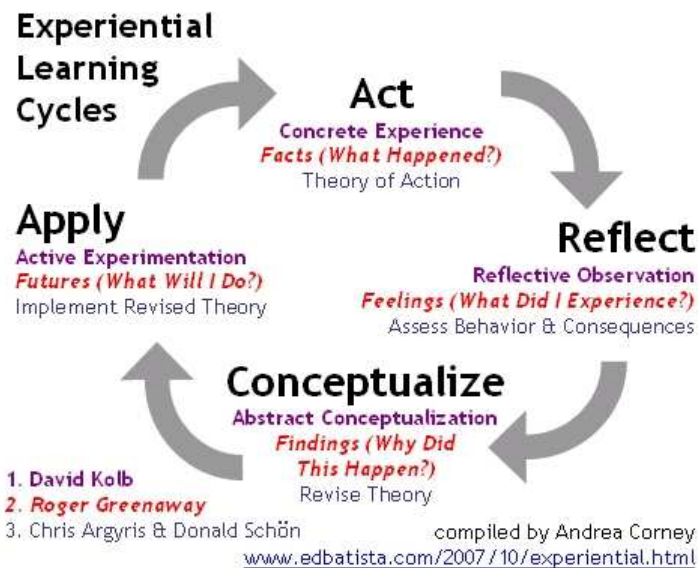 Experiential
Learning
Cycles
Act
Concrete Experience
Facts (What Happened?)
Theory of Action
Reflect
Reflective Observation
Feelings (What Did I Experience?)
Assess Behavior & Consequences
Conceptualize
Abstract Conceptualization
Findings (Why Did
This Happen?)
Revise Theory
Apply
Active Experimentation
Futures (What Will I Do?)
Implement Revised Theory
1. David Kolb
2. Roger Greenaway
3. Chris Argyris & Donald Schön
compiled by Andrea Corney
www.edbatista.com/2007/10/experiential.html